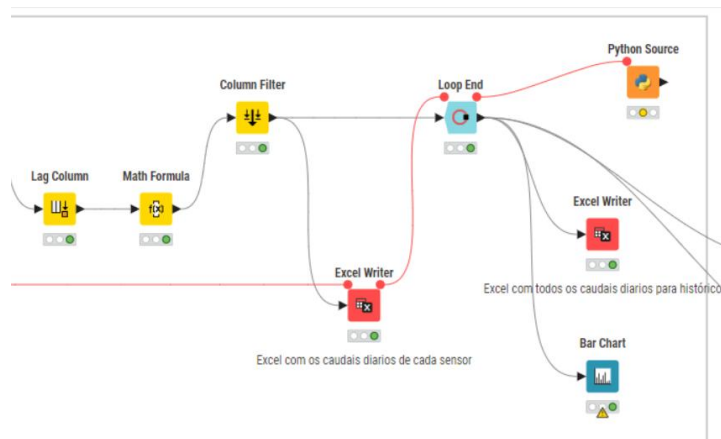 Python Source
Column Filter
Loop End
Lag Column
Math Formula
f(x)
Excel Writer
Excel Writer
Excel com todos os caudais diarios para histórico
Bar Chart
Excel com os caudais diarios de cada sensor